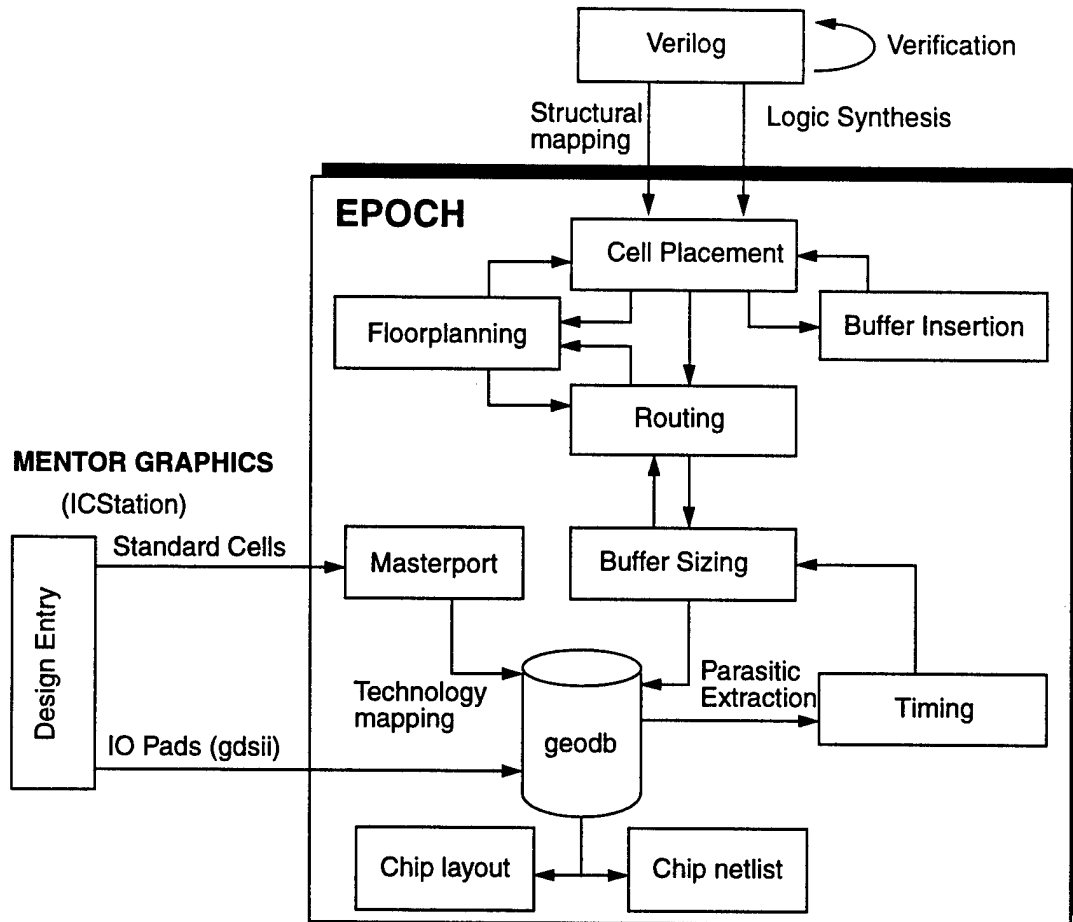 Verilog
Verification
Structural
mapping
Logic Synthesis
EPOCH
Cell Placement
Floorplanning
Buffer Insertion
Routing
MENTOR GRAPHICS
(ICStation)
Standard Cells
Masterport
Buffer Sizing
Design Entry
Technology
mapping
Parasitic
Extraction
Timing
IO Pads (gdsii)
geodb
Chip layout
Chip netlist